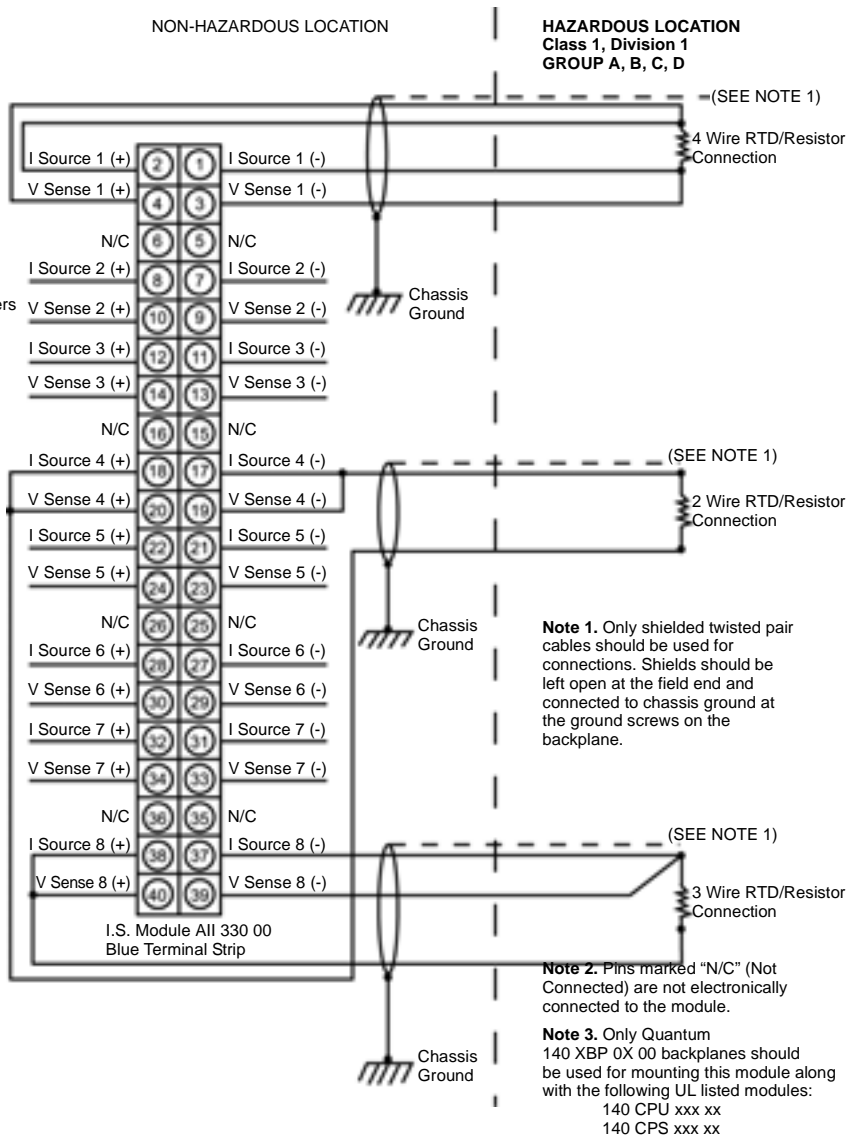 NON-HAZARDOUS LOCATION
HAZARDOUS LOCATION
Class 1, Division 1
GROUP A, B, C, D
(SEE NOTE 1)
4 Wire RTD/Resistor
Connection
I Source 1 (+) 2 1 I Source 1 (-)
V Sense 1 (+) 4 3 V Sense 1 (-)
N/C 6 5 N/C
I Source 2 (+) 8 7 I Source 2 (-)
ers V Sense 2 (+) 10 9 V Sense 2 (-)
Chassis
Ground
I Source 3 (+) 12 11 I Source 3 (-)
V Sense 3 (+) 14 13 V Sense 3 (-)
N/C 16 15 N/C
I Source 4 (+) 18 17 I Source 4 (-)
(SEE NOTE 1)
V Sense 4 (+) 20 19 V Sense 4 (-)
2 Wire RTD/Resistor
Connection
I Source 5 (+) 22 21 I Source 5 (-)
V Sense 5 (+) 24 23 V Sense 5 (-)
N/C 26 25 N/C
Chassis
Ground
I Source 6 (+) 28 27 I Source 6 (-)
V Sense 6 (+) 30 29 V Sense 6 (-)
I Source 7 (+) 32 31 I Source 7 (-)
V Sense 7 (+) 34 33 V Sense 7 (-)
Note 1. Only shielded twisted pair
cables should be used for
connections. Shields should be
left open at the field end and
connected to chassis ground at
the ground screws on the
backplane.
N/C 36 35 N/C
I Source 8 (+) 38 37 I Source 8 (-)
(SEE NOTE 1)
V Sense 8 (+) 40 39 V Sense 8 (-)
3 Wire RTD/Resistor
Connection
I.S. Module AII 330 00
Blue Terminal Strip
Note 2. Pins marked “N/C” (Not
Connected) are not electronically
connected to the module.
Chassis
Ground
Note 3. Only Quantum
140 XBP 0X 00 backplanes should
be used for mounting this module along
with the following UL listed modules:
140 CPU xxx xx
140 CPS xxx xx